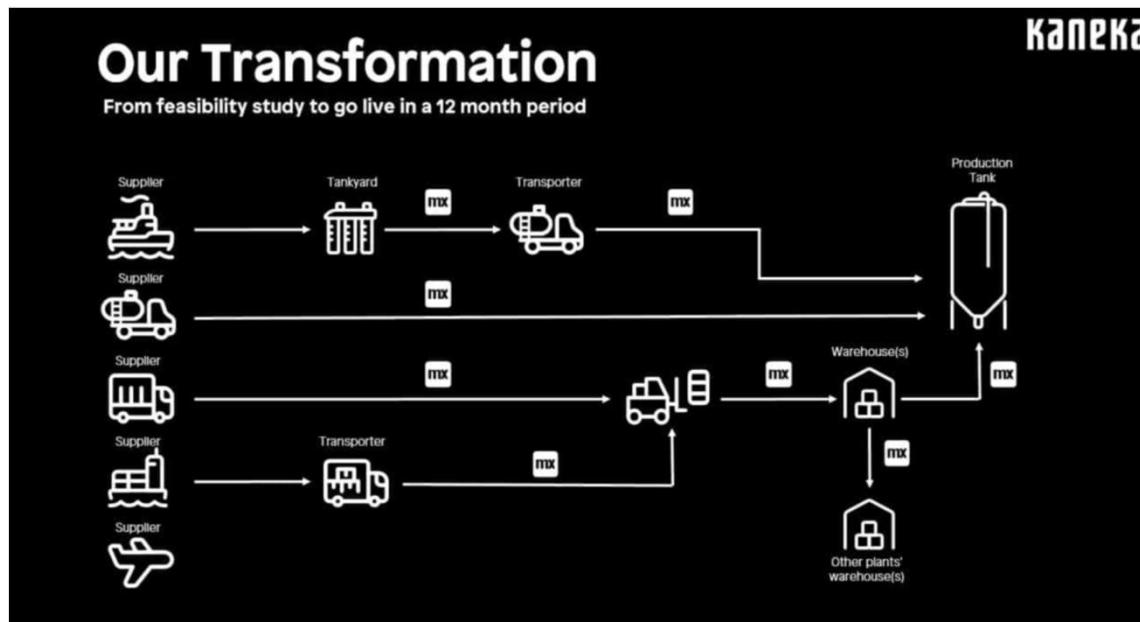 kaneka
Our Transformation
From feasibility study to go live in a 12 month period
Production
Tank
Supplier
Tankyard
mx
Transporter
mx
Supplier
mx
Supplier
mx
mx
Warehouse(s)
mx
Supplier
Transporter
mx
mx
Supplier
Other plants'
warehouse(s)